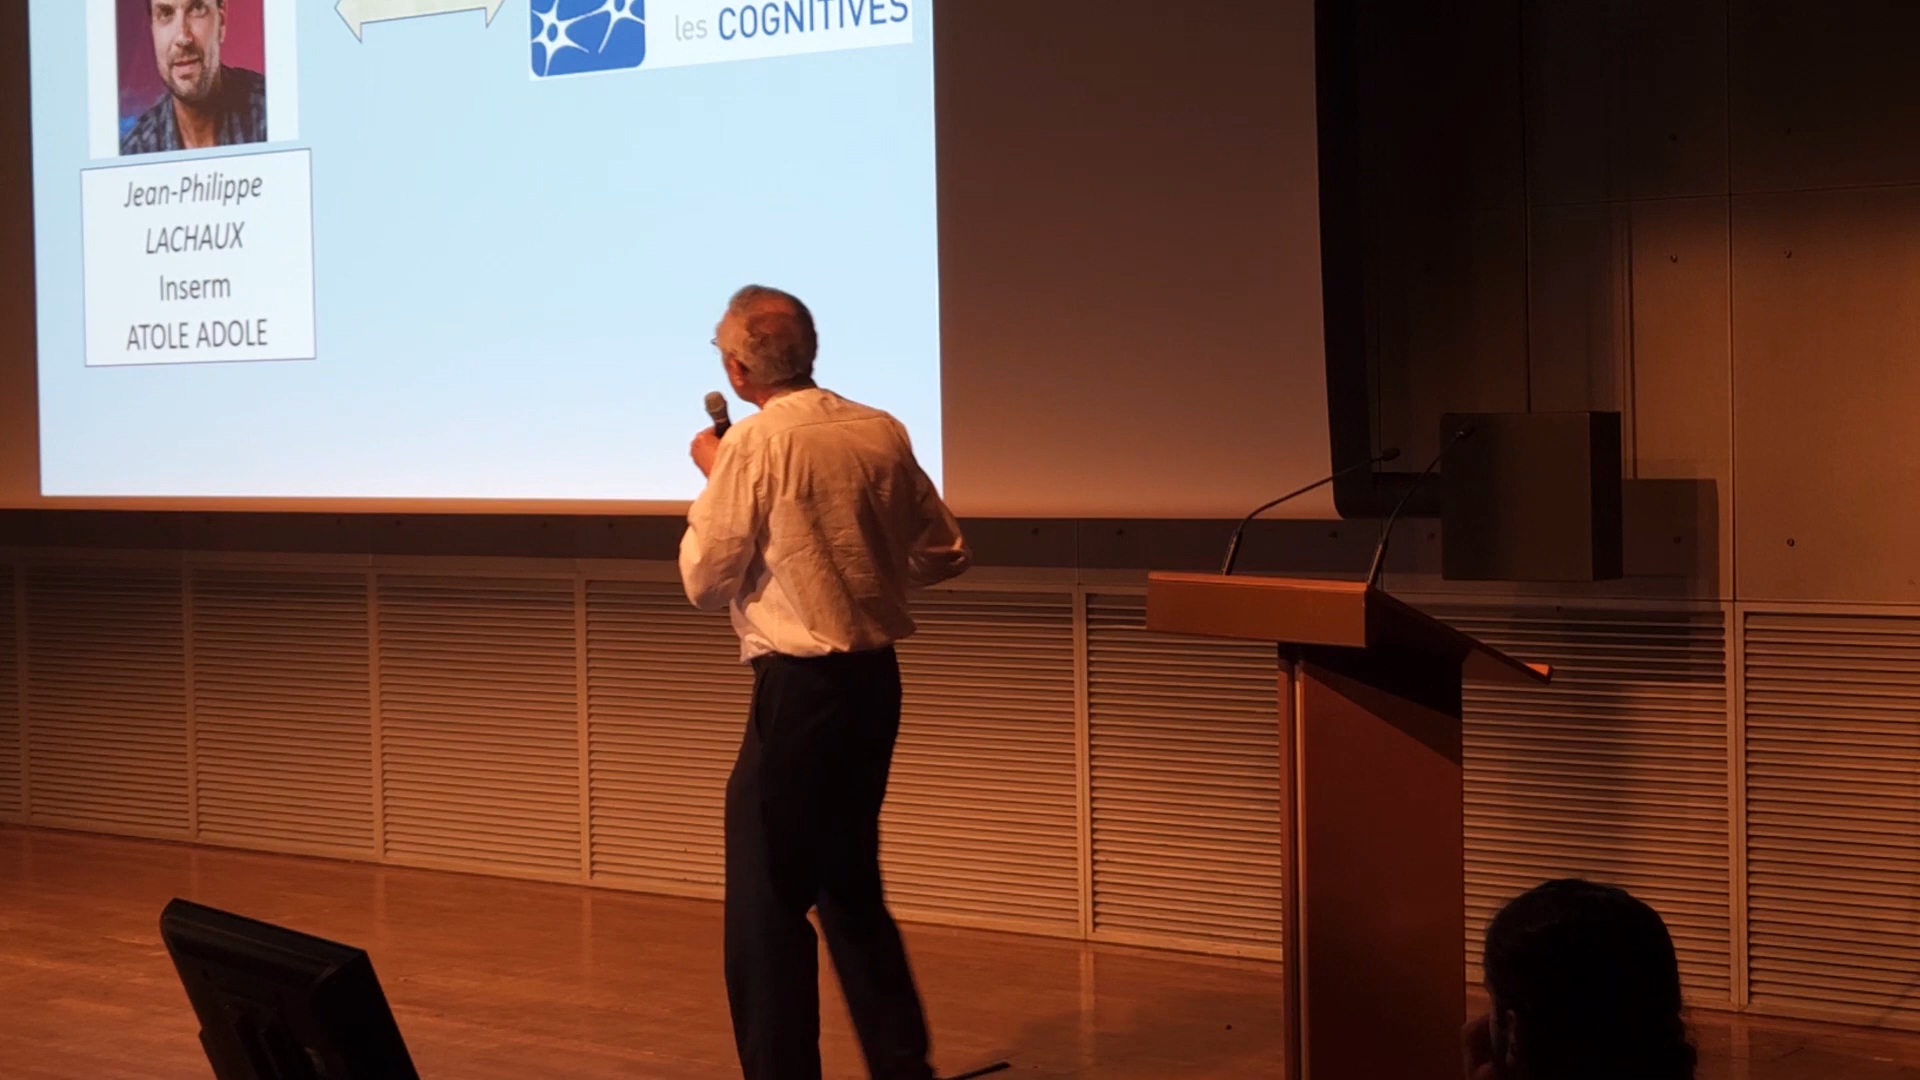 les COGNITIVES
Jean-Philippe
LACHAUX
Inserm
ATOLE ADOLE